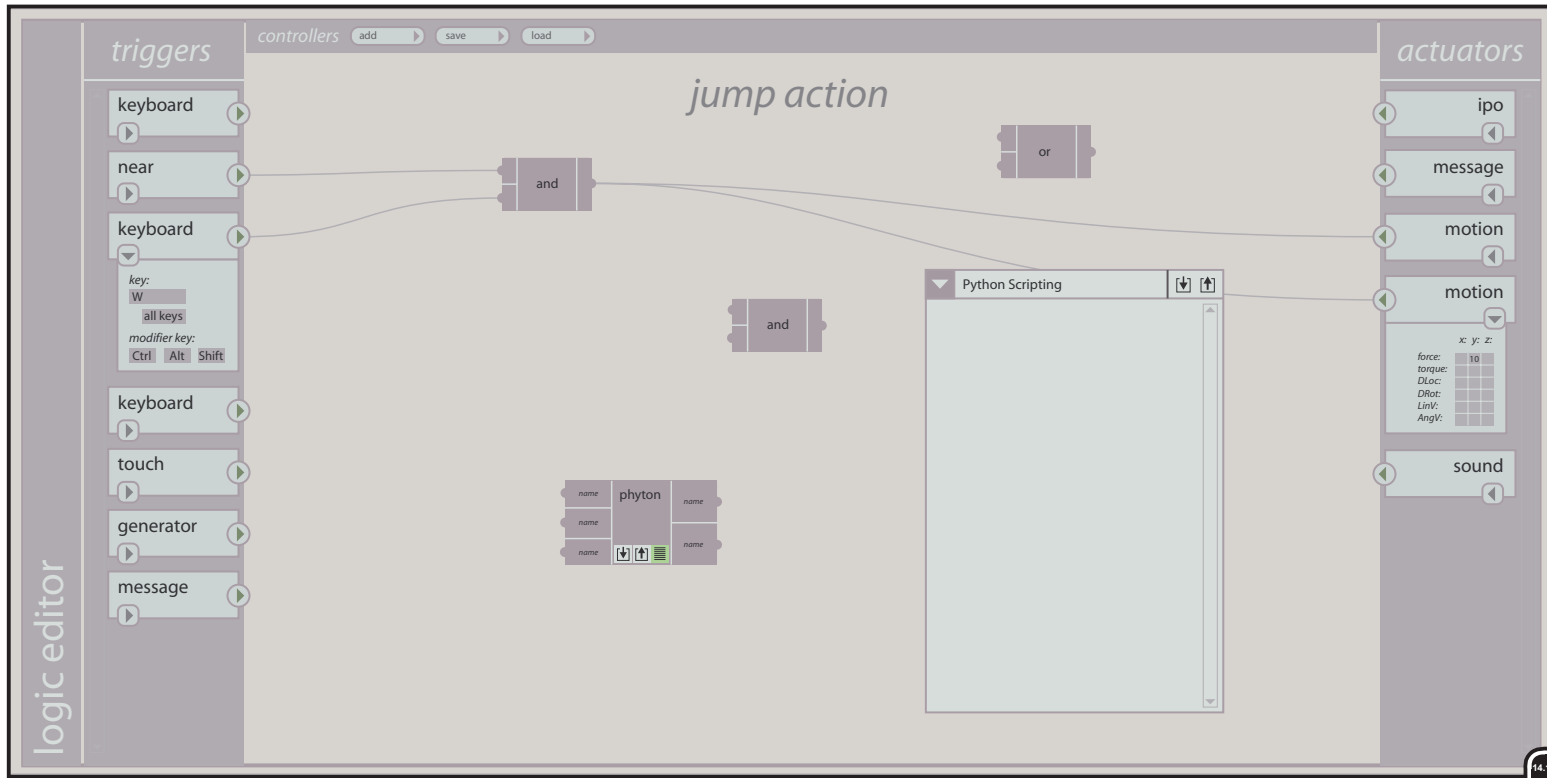 logic editor
triggers
keyboard
near
keyboard
key:
W
all keys
modifier key:
Ctrl Alt Shift
keyboard
touch
generator
message
controllers add save load
jump action
and
or
and
Python Scripting
name
name
name
phyton
name
name
actuators
ipo
message
motion
motion
x: y: z:
force: 10
torque:
DLoc:
DRot:
LinV:
AngV:
sound